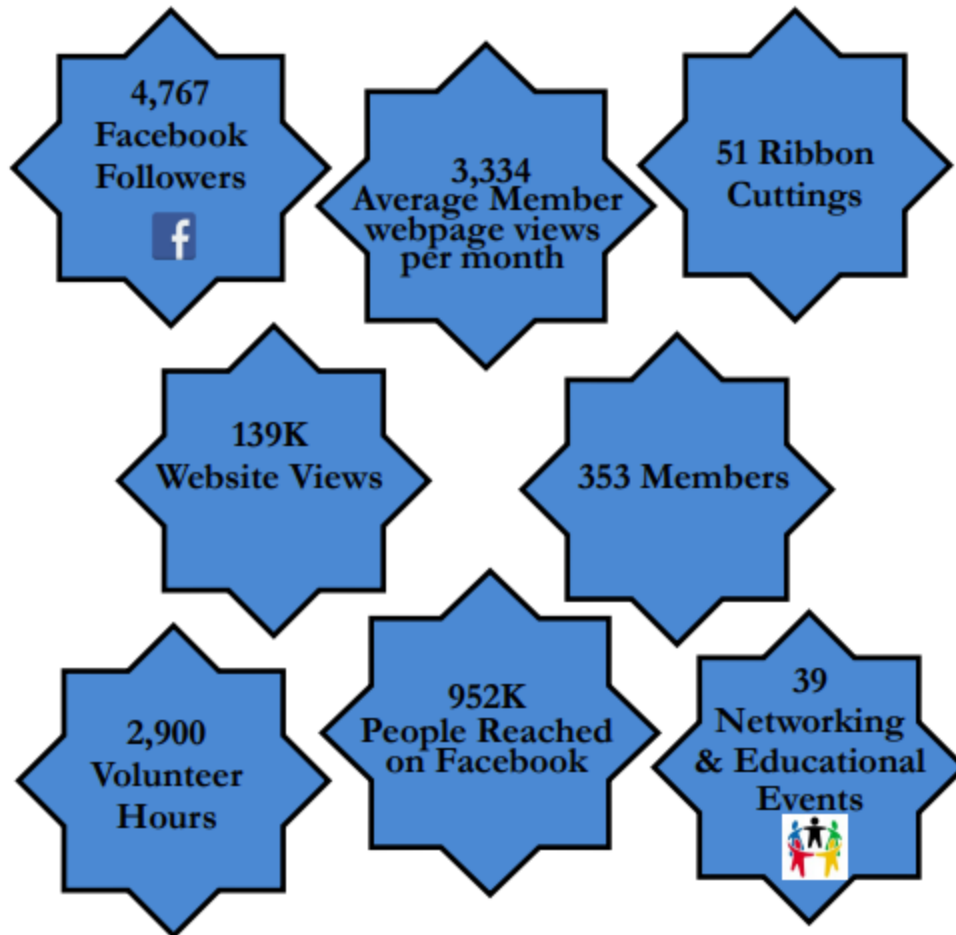 4,767
Facebook
Followers
f
3,334
Average Member
webpage views
per month
51 Ribbon
Cuttings
139K
Website Views
353 Members
2,900
Volunteer
Hours
952K
People Reached
on Facebook
39
Networking
& Educational
Events